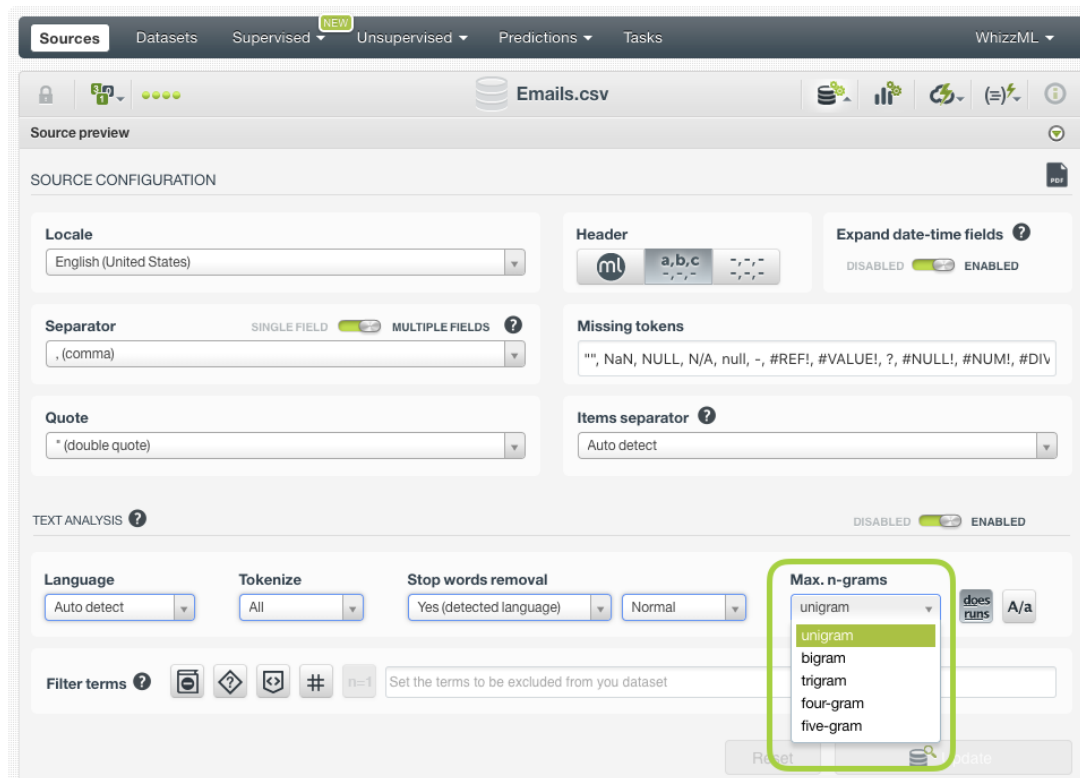 NEW
Sources Datasets Supervised Unsupervised Predictions Tasks WhizzML
Emails.csv
Source preview
SOURCE CONFIGURATION
PDF
Locale
English (United States)
Header
ml
a,b,c
-,-,-
-,-,-
-,-,-
Expand date-time fields ?
DISABLED ENABLED
Separator SINGLE FIELD MULTIPLE FIELDS ?
, (comma)
Missing tokens
"", NaN, NULL, N/A, null, -, #REF!, #VALUE!, ?, #NULL!, #NUM!, #DIV
Quote
" (double quote)
Items separator ?
Auto detect
TEXT ANALYSIS ? DISABLED ENABLED
Language Tokenize Stop words removal Max. n-grams
Auto detect All Yes (detected language) Normal unigram
does
runs
A/a
unigram
bigram
trigram
four-gram
five-gram
Filter terms ? # n=1 Set the terms to be excluded from you dataset
Reset Update